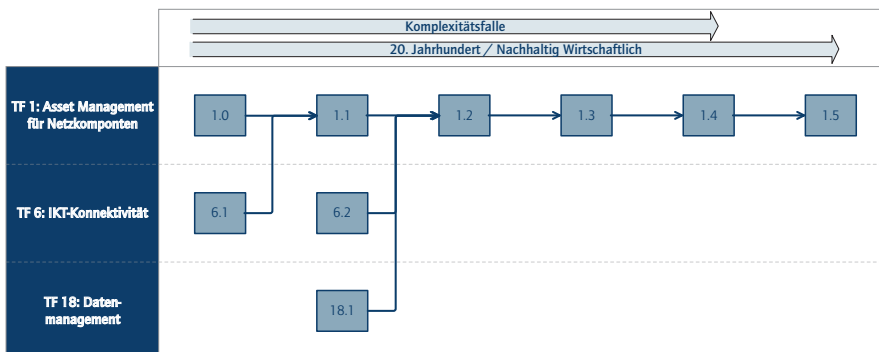 Komplexitätsfalle
20. Jahrhundert / Nachhaltig Wirtschaftlich
TF 1: Asset Management
für Netzkomponten
1.0
1.1
1.2
1.3
1.4
1.5
TF 6: IKT-Konnektivität
6.1
6.2
TF 18: Daten-
management
18.1